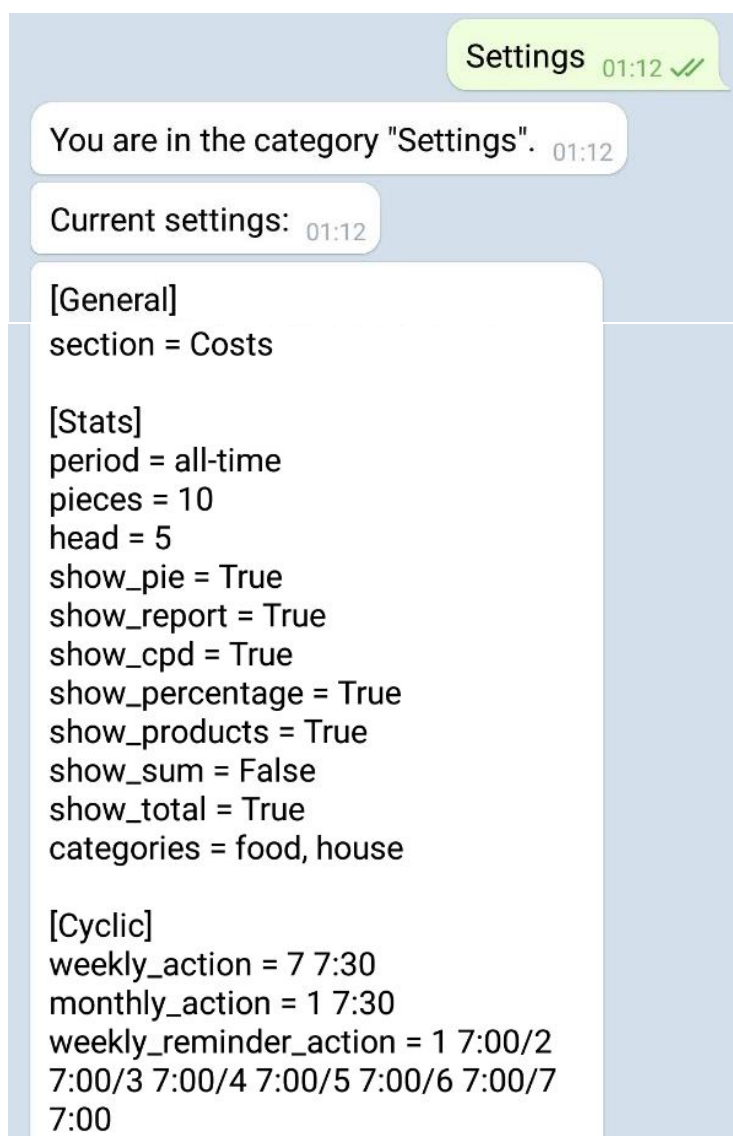 Settings 01:12
You are in the category "Settings". 01:12
Current settings: 01:12
[General]
section = Costs
[Stats]
period = all-time
pieces = 10
head = 5
show_pie = True
show_report = True
show_cpd = True
show_percentage = True
show_products = True
show_sum = False
show_total = True
categories = food, house
[Cyclic]
weekly_action = 7 7:30
monthly_action = 1 7:30
weekly_reminder_action = 1 7:00/2
7:00/3 7:00/4 7:00/5 7:00/6 7:00/7
7:00